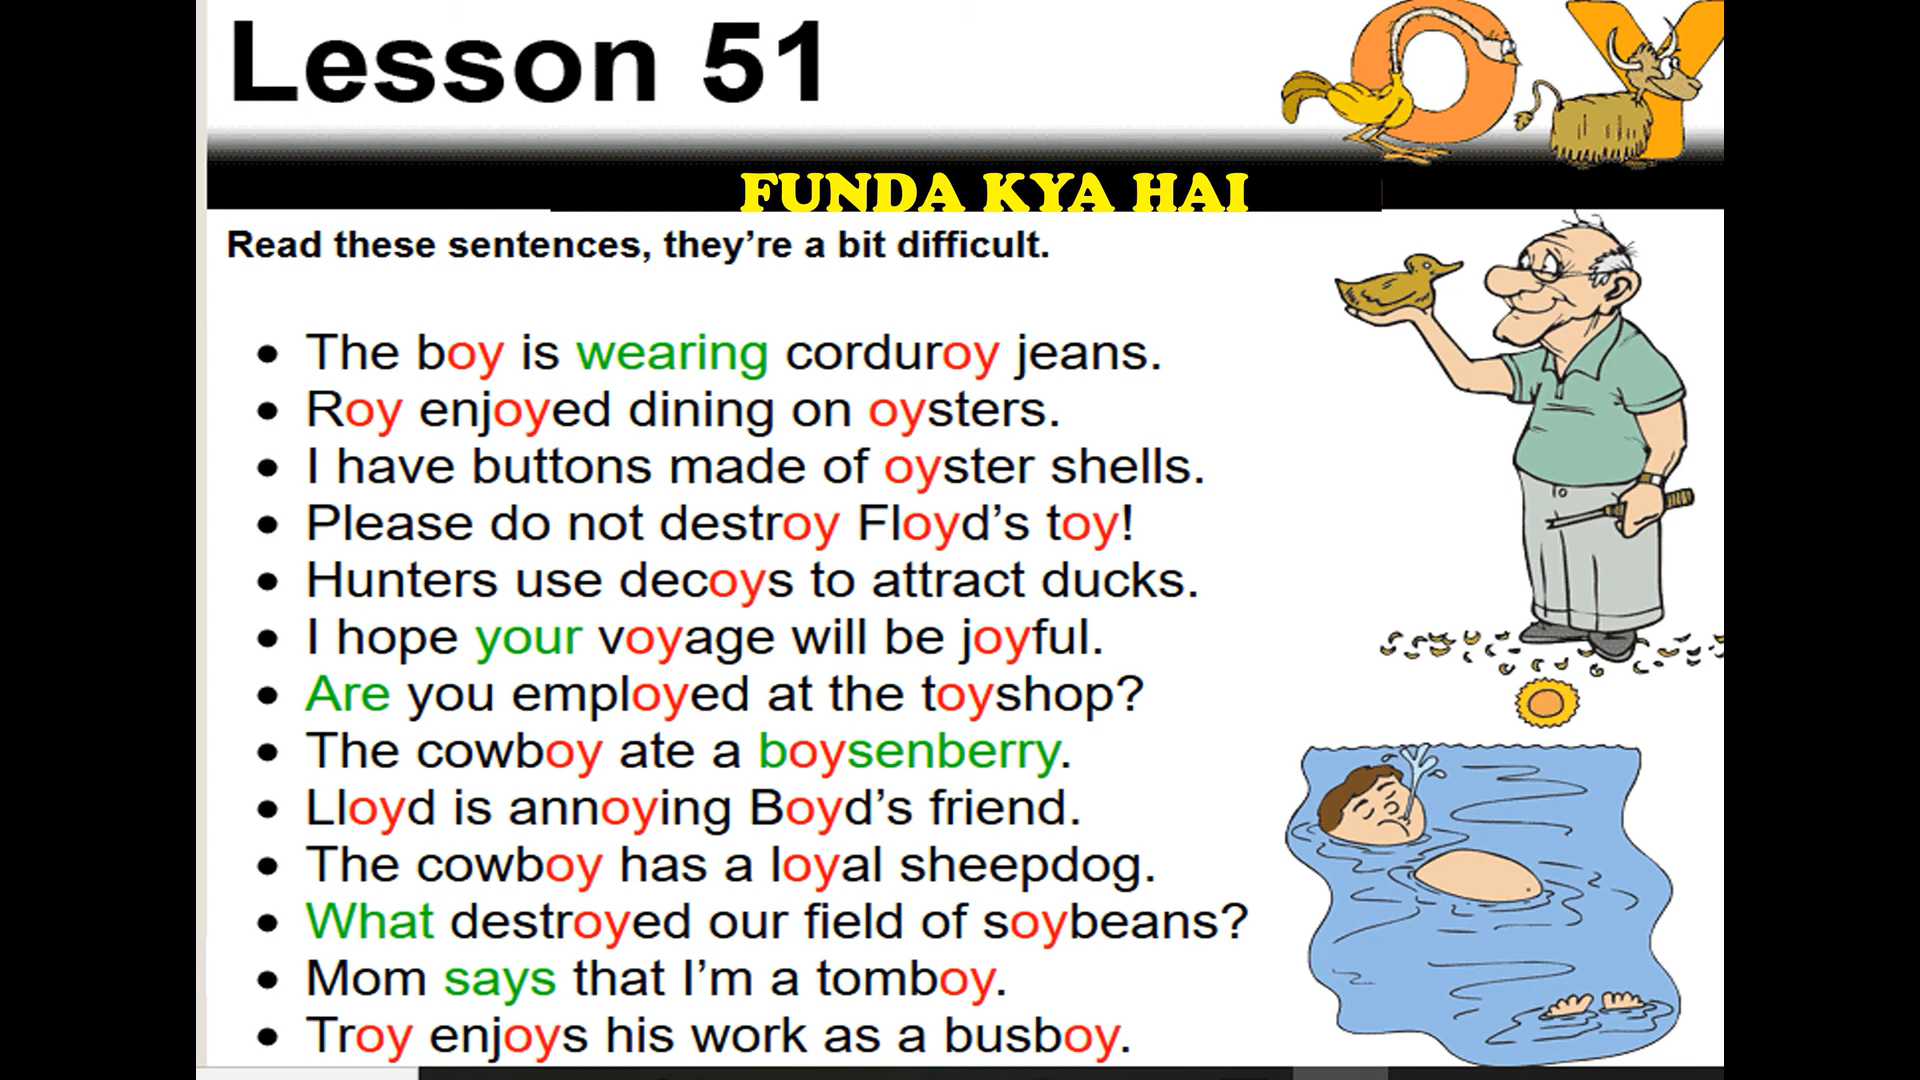 Lesson 51
OY
FUNDA KYA HAI
Read these sentences, they're a bit difficult.
• The boy is wearing corduroy jeans.
• Roy enjoyed dining on oysters.
• I have buttons made of oyster shells.
• Please do not destroy Floyd’s toy!
• Hunters use decoys to attract ducks.
• I hope your voyage will be joyful.
• Are you employed at the toyshop?
• The cowboy ate a boysenberry.
• Lloyd is annoying Boyd’s friend.
• The cowboy has a loyal sheepdog.
• What destroyed our field of soybeans?
• Mom says that I’m a tomboy.
• Troy enjoys his work as a busboy.